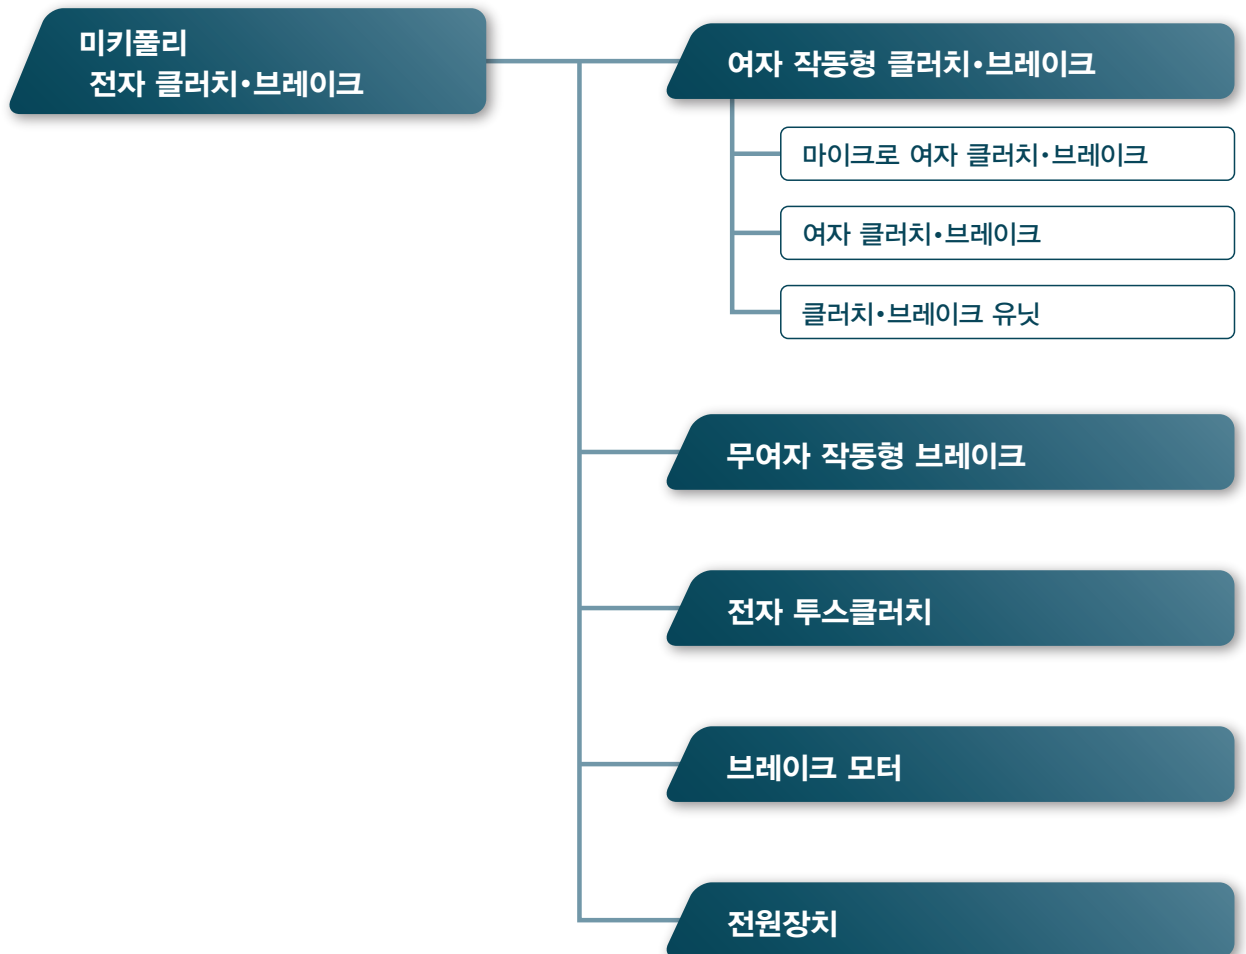 미키풀리
전자 클러치·브레이크
여자 작동형 클러치·브레이크
마이크로 여자 클러치·브레이크
여자 클러치·브레이크
클러치·브레이크 유닛
무여자 작동형 브레이크
전자 투스클러치
브레이크 모터
전원장치